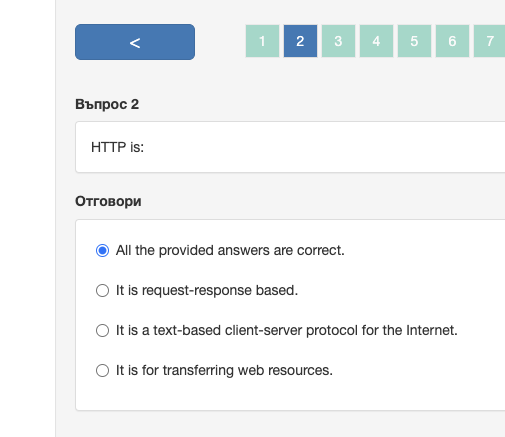 < 1 2 3 4 5 6 7
Въпрос 2
HTTP is:
Отговори
All the provided answers are correct.
It is request-response based.
It is a text-based client-server protocol for the Internet.
It is for transferring web resources.